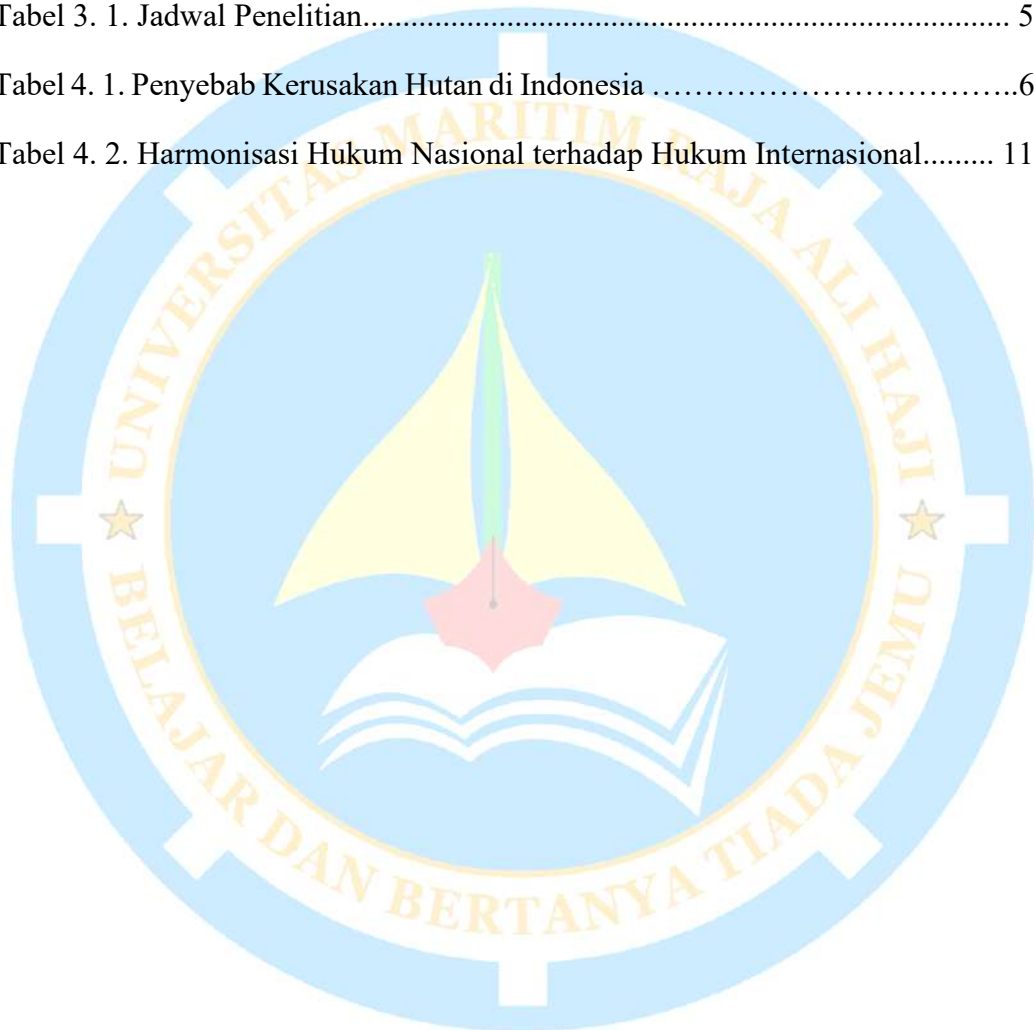 Tabel 3. 1. Jadwal Penelitian.................................................................................... 5
Tabel 4. 1. Penyebab Kerusakan Hutan di Indonesia ……………………………..6
Tabel 4. 2. Harmonisasi Hukum Nasional terhadap Hukum Internasional......... 11
UNIVERSITAS MARITIM RAJA ALI HAJI
BELAJAR DAN BERTANYA TIADA JEMU